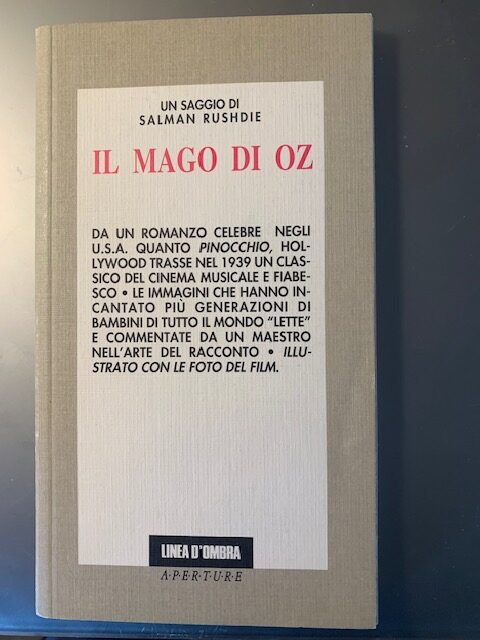 UN SAGGIO DI
SALMAN RUSHDIE
IL MAGO DI OZ
DA UN ROMANZO CELEBRE NEGLI
U.S.A. QUANTO PINOCCHIO, HOL-
LYWOOD TRASSE NEL 1939 UN CLAS-
SICO DEL CINEMA MUSICALE E FIABE-
SCO • LE IMMAGINI CHE HANNO IN-
CANTATO PIÙ GENERAZIONI DI
BAMBINI DI TUTTO IL MONDO "LETTE"
E COMMENTATE DA UN MAESTRO
NELL'ARTE DEL RACCONTO • ILLU-
STRATO CON LE FOTO DEL FILM.
LINEA D'OMBRA
A·P·E·R·T·U·R·E